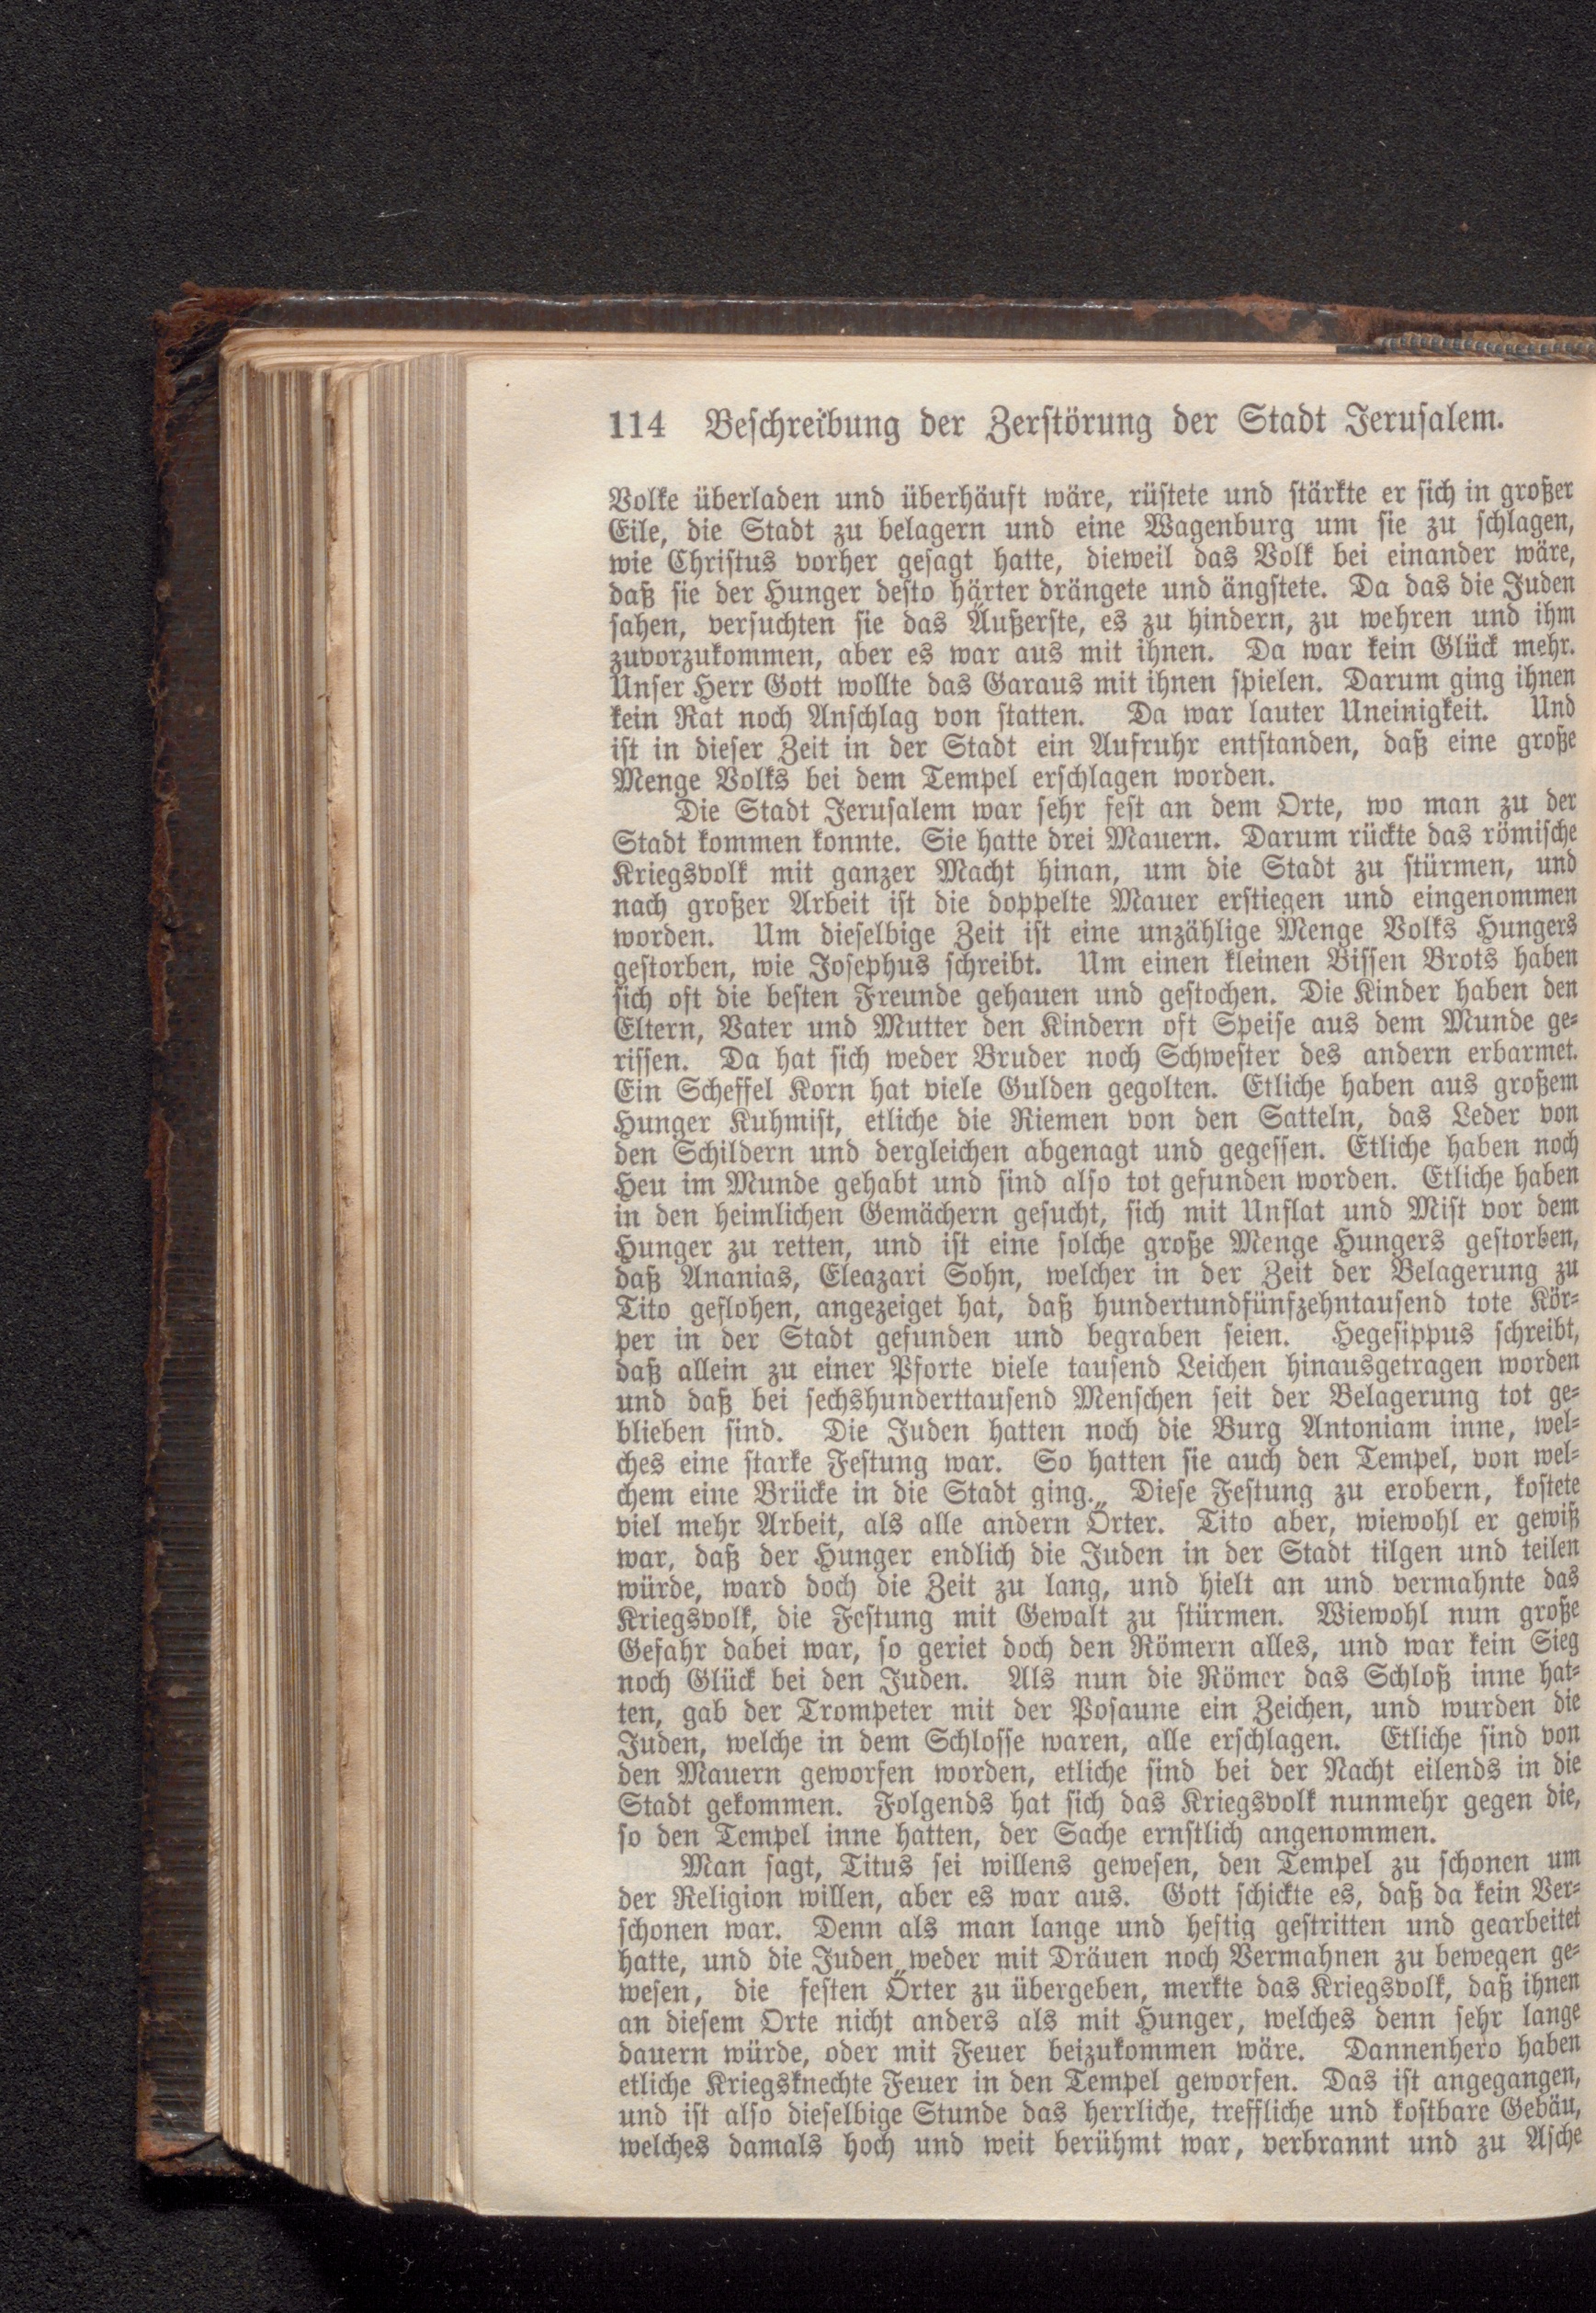 114 Beschreibung der Zerstörung der Stadt Jerusalem.
Volke überladen und überhäuft wäre, rüstete und stärkte er sich in großer
Eile, die Stadt zu belagern und eine Wagenburg um sie zu schlagen,
wie Christus vorher gesagt hatte, dieweil das Volk bei einander wäre,
daß sie der Hunger desto härter drängete und ängstete. Da das die Juden
sahen, versuchten sie das Äußerste, es zu hindern, zu wehren und ihm
zuvorzukommen, aber es war aus mit ihnen. Da war kein Glück mehr.
Unser Herr Gott wollte das Garaus mit ihnen spielen. Darum ging ihnen
kein Rat noch Anschlag von statten. Da war lauter Uneinigkeit. Und
ist in dieser Zeit in der Stadt ein Aufruhr entstanden, daß eine große
Menge Volks bei dem Tempel erschlagen worden.
Die Stadt Jerusalem war sehr fest an dem Orte, wo man zu der
Stadt kommen konnte. Sie hatte drei Mauern. Darum rückte das römische
Kriegsvolk mit ganzer Macht hinan, um die Stadt zu stürmen, und
nach großer Arbeit ist die doppelte Mauer erstiegen und eingenommen
worden. Um dieselbige Zeit ist eine unzählige Menge Volks Hungers
gestorben, wie Josephus schreibt. Um einen kleinen Bissen Brots haben
sich oft die besten Freunde gehauen und gestochen. Die Kinder haben den
Eltern, Vater und Mutter den Kindern oft Speise aus dem Munde ge-
rissen. Da hat sich weder Bruder noch Schwester des andern erbarmet.
Ein Scheffel Korn hat viele Gulden gegolten. Etliche haben aus großem
Hunger Kuhmist, etliche die Riemen von den Satteln, das Leder von
den Schildern und dergleichen abgenagt und gegessen. Etliche haben noch
Heu im Munde gehabt und sind also tot gefunden worden. Etliche haben
in den heimlichen Gemächern gesucht, sich mit Unflat und Mist vor dem
Hunger zu retten, und ist eine solche große Menge Hungers gestorben,
daß Ananias, Eleazari Sohn, welcher in der Zeit der Belagerung zu
Tito geflohen, angezeiget hat, daß hundertundfünfzehntausend tote Kör-
per in der Stadt gefunden und begraben seien. Hegesippus schreibt,
daß allein zu einer Pforte viele tausend Leichen hinausgetragen worden
und daß bei sechshunderttausend Menschen seit der Belagerung tot ge-
blieben sind. Die Juden hatten noch die Burg Antoniam inne, wel-
ches eine starke Festung war. So hatten sie auch den Tempel, von wel-
chem eine Brücke in die Stadt ging. Diese Festung zu erobern, kostete
viel mehr Arbeit, als alle andern Örter. Tito aber, wiewohl er gewiß
war, daß der Hunger endlich die Juden in der Stadt tilgen und teilen
würde, ward doch die Zeit zu lang, und hielt an und vermahnte das
Kriegsvolk, die Festung mit Gewalt zu stürmen. Wiewohl nun große
Gefahr dabei war, so geriet doch den Römern alles, und war kein Sieg
noch Glück bei den Juden. Als nun die Römer das Schloß inne hat-
ten, gab der Trompeter mit der Posaune ein Zeichen, und wurden die
Juden, welche in dem Schlosse waren, alle erschlagen. Etliche sind von
den Mauern geworfen worden, etliche sind bei der Nacht eilends in die
Stadt gekommen. Folgends hat sich das Kriegsvolk nunmehr gegen die,
so den Tempel inne hatten, der Sache ernstlich angenommen.
Man sagt, Titus sei willens gewesen, den Tempel zu schonen um
der Religion willen, aber es war aus. Gott schickte es, daß da kein Ver-
schonen war. Denn als man lange und heftig gestritten und gearbeitet
hatte, und die Juden weder mit Dräuen noch Vermahnen zu bewegen ge-
wesen, die festen Örter zu übergeben, merkte das Kriegsvolk, daß ihnen
an diesem Orte nicht anders als mit Hunger, welches denn sehr lange
dauern würde, oder mit Feuer beizukommen wäre. Dannenhero haben
etliche Kriegsknechte Feuer in den Tempel geworfen. Das ist angegangen,
und ist also dieselbige Stunde das herrliche, treffliche und kostbare Gebäu,
welches damals hoch und weit berühmt war, verbrannt und zu Asche